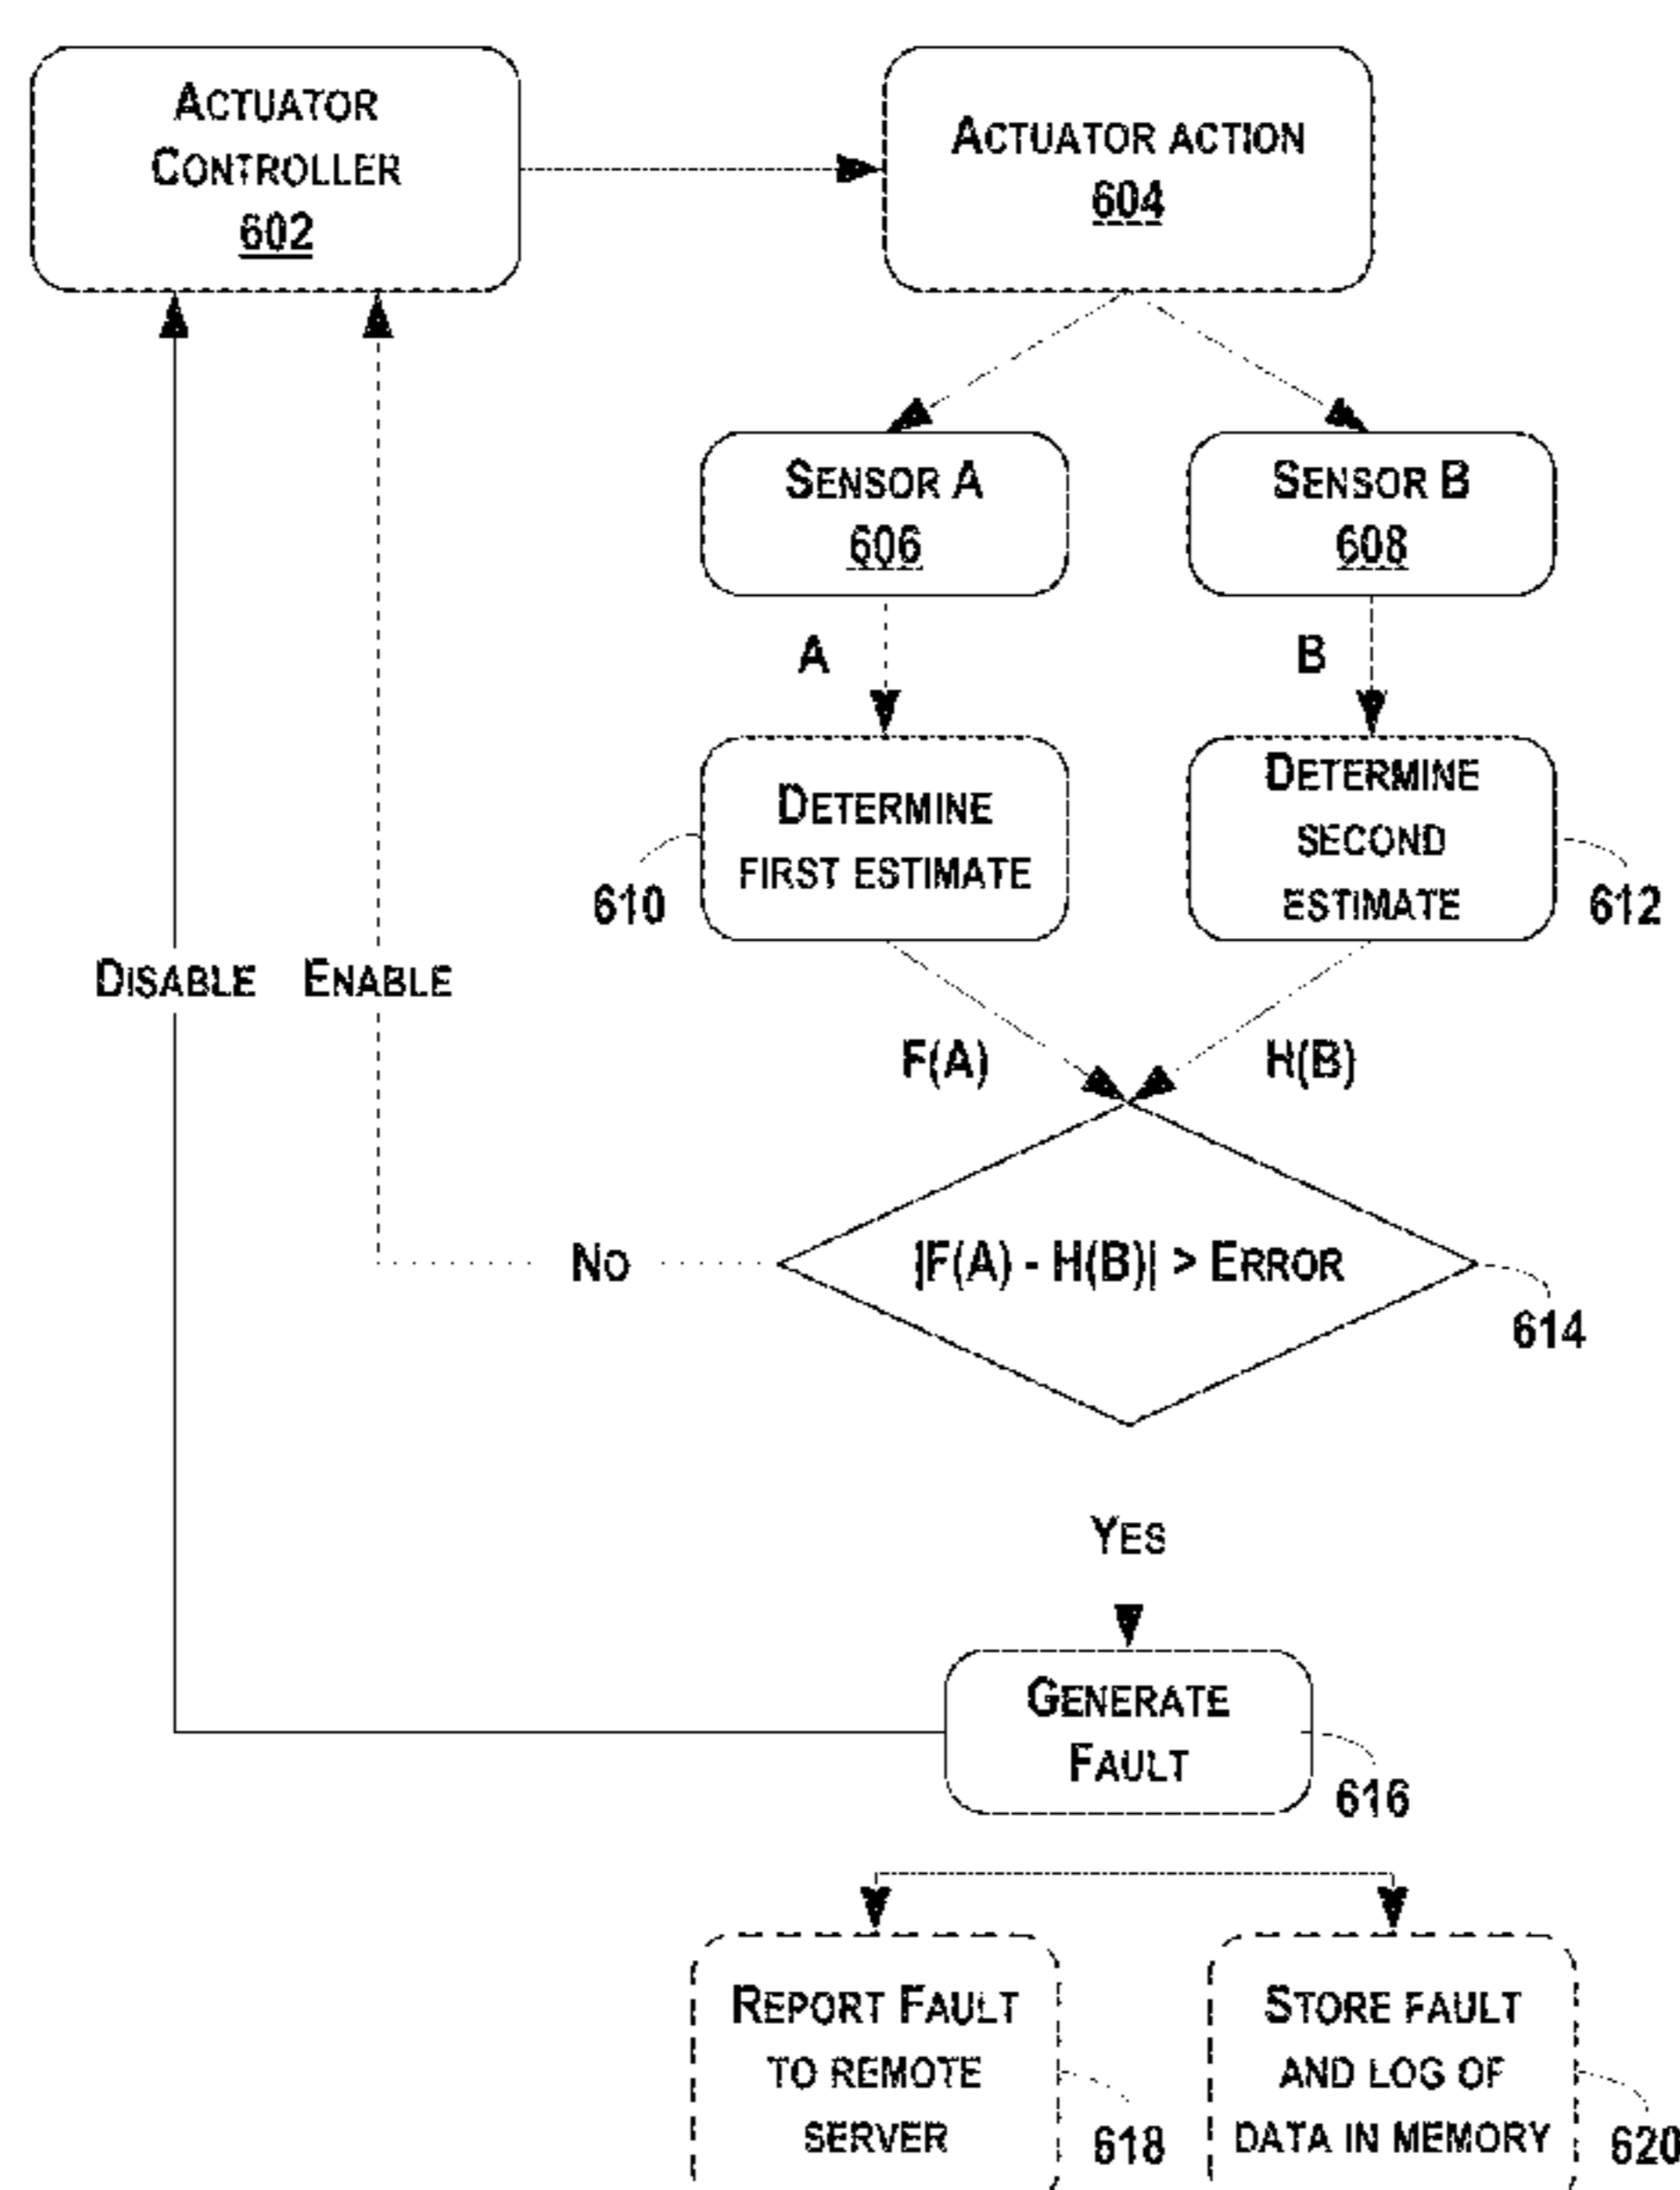 ACTUATOR
CONTROLLER
602
ACTUATOR ACTION
604
SENSOR A
606
SENSOR B
608
A
B
DETERMINE
FIRST ESTIMATE
610
DETERMINE
SECOND
ESTIMATE
612
DISABLE
ENABLE
F(A)
H(B)
|F(A) - H(B)| > ERROR
614
NO
YES
GENERATE
FAULT
616
REPORT FAULT
TO REMOTE
SERVER
618
STORE FAULT
AND LOG OF
DATA IN MEMORY
620